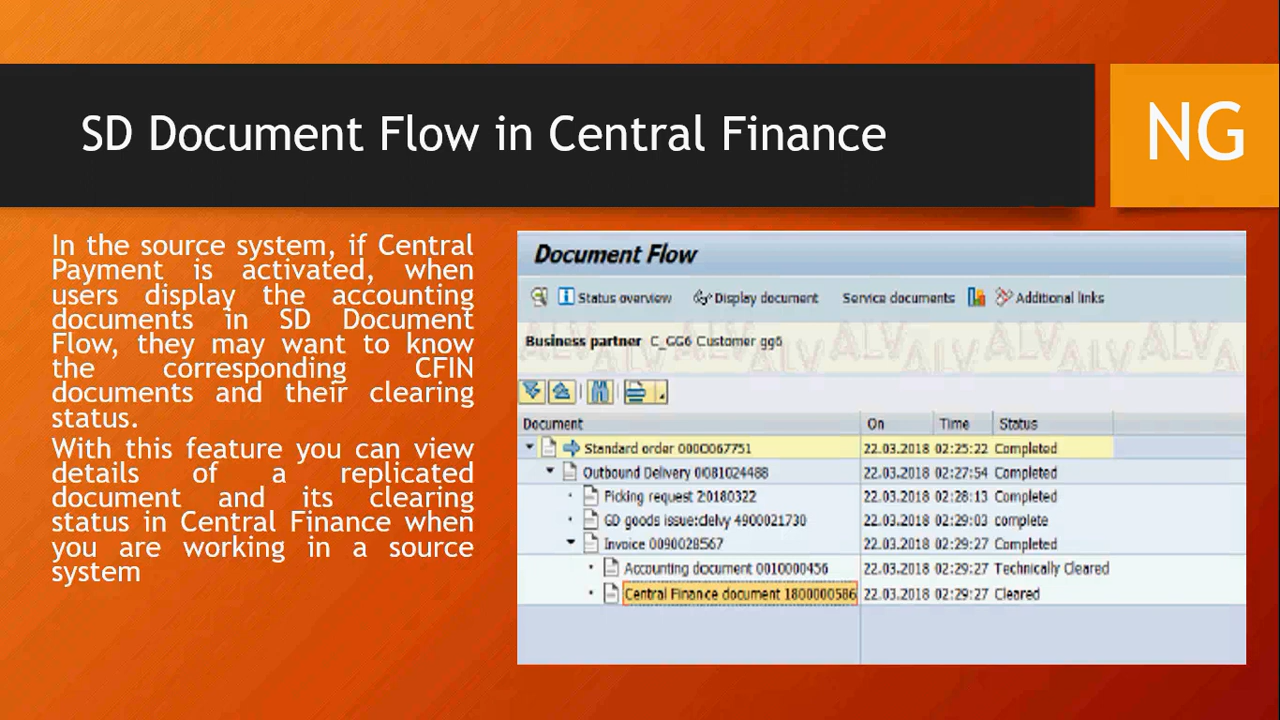 SD Document Flow in Central Finance
NG
In the source system, if Central
Payment is activated, when
users display the accounting
documents in SD Document
Flow, they may want to know
the corresponding CFIN
documents and their clearing
status.
With this feature you can view
details of a replicated
document and its clearing
status in Central Finance when
you are working in a source
system
Document Flow
Status overview Display document Service documents Additional links
Business partner C_GG6 Customer gg6
Document On Time Status
Standard order 0000067751 22.03.2018 02:25:22 Completed
Outbound Delivery 0081024488 22.03.2018 02:27:54 Completed
Picking request 20180322 22.03.2018 02:28:13 Completed
GD goods issue:delvy 4900021730 22.03.2018 02:29:03 complete
Invoice 0090028567 22.03.2018 02:29:27 Completed
Accounting document 0010000456 22.03.2018 02:29:27 Technically Cleared
Central Finance document 1800000586 22.03.2018 02:29:27 Cleared